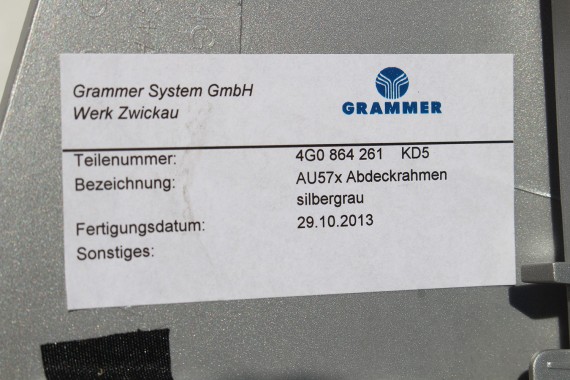 Grammer System GmbH
Werk Zwickau
GRAMMER
Teilenummer: 4G0 864 261 KD5
Bezeichnung: AU57x Abdeckrahmen
silbergrau
Fertigungsdatum: 29.10.2013
Sonstiges: